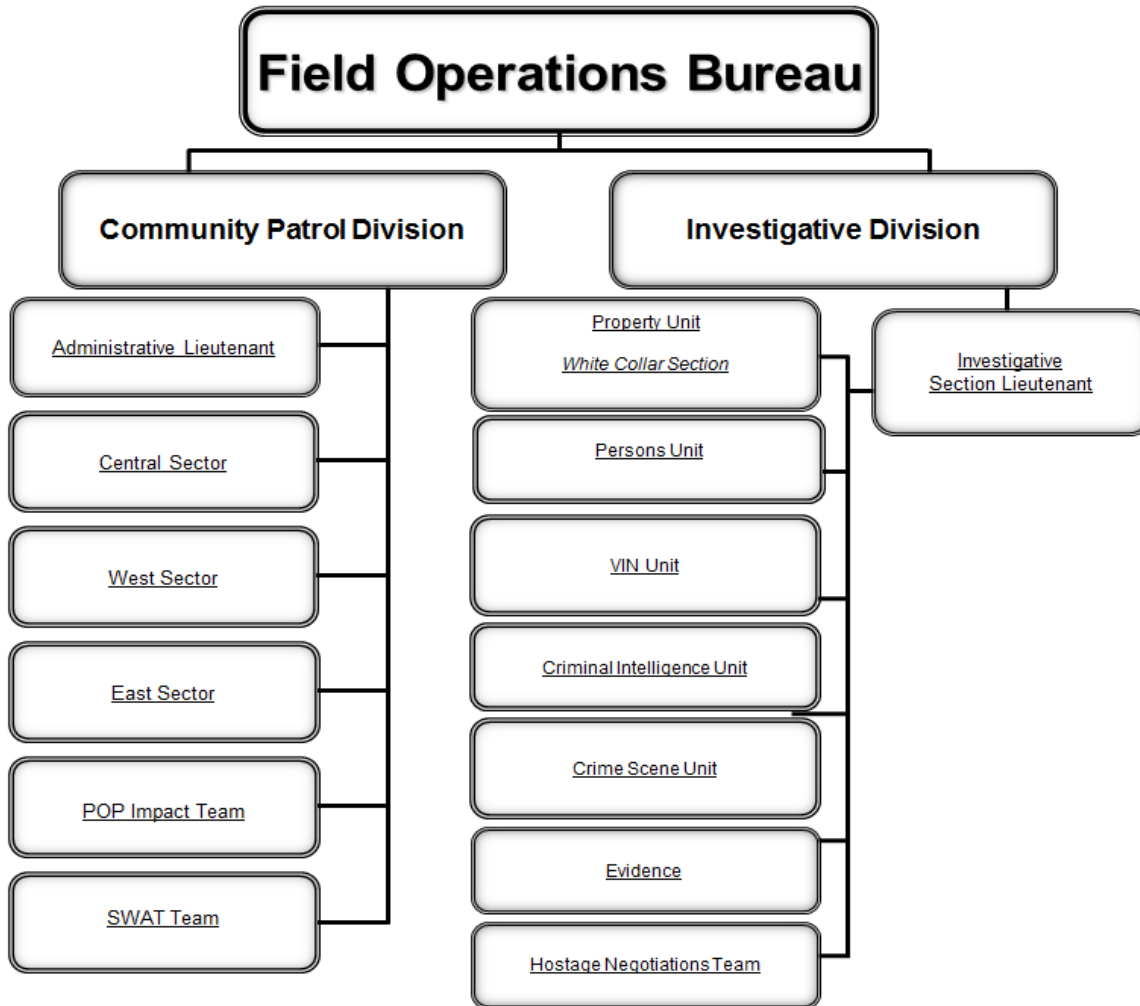 Field Operations Bureau
Community Patrol Division
Investigative Division
Administrative Lieutenant
Central Sector
West Sector
East Sector
POP Impact Team
SWAT Team
Property Unit
White Collar Section
Persons Unit
VIN Unit
Criminal Intelligence Unit
Crime Scene Unit
Evidence
Hostage Negotiations Team
Investigative
Section Lieutenant